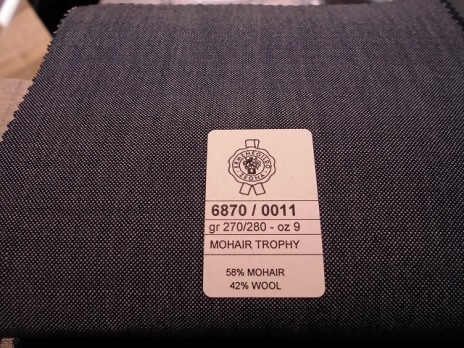 6870 / 0011
gr 270/280 - oz 9
MOHAIR TROPHY
58% MOHAIR
42% WOOL